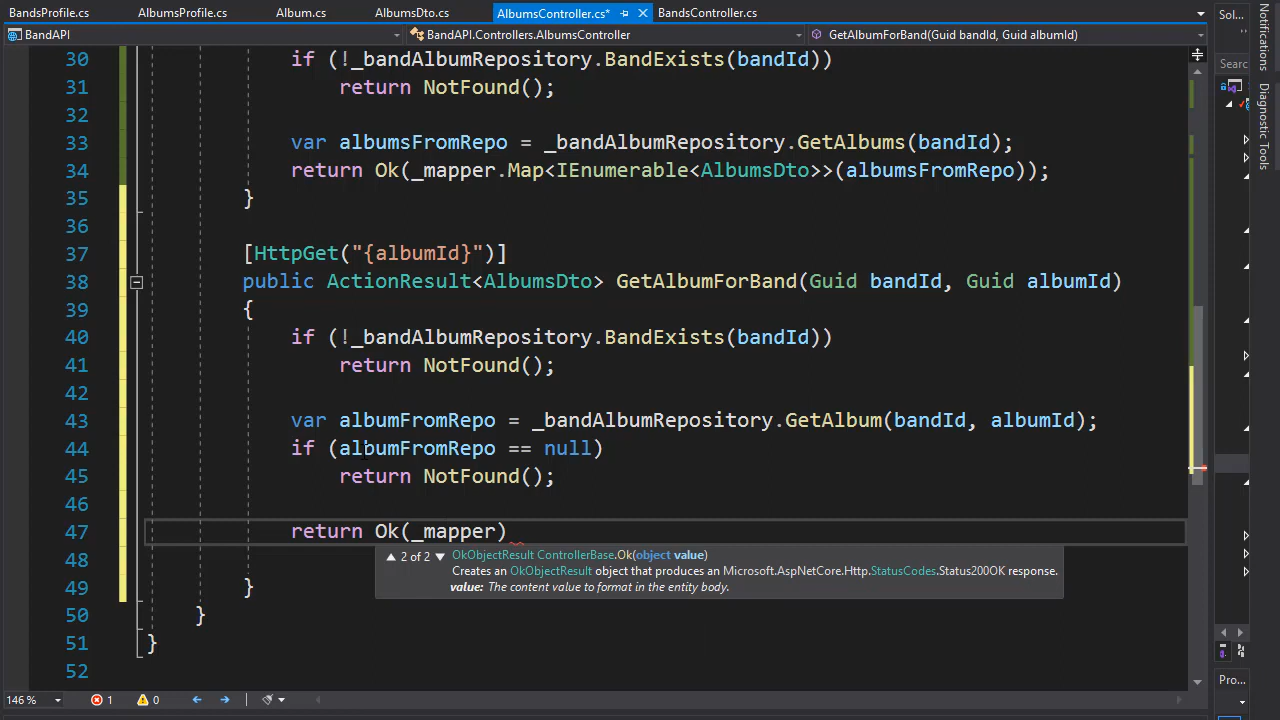 BandsProfile.cs AlbumsProfile.cs Album.cs AlbumsDto.cs AlbumsController.cs* BandsController.cs Sol...
BandAPI BandAPI.Controllers.AlbumsController GetAlbumForBand(Guid bandId, Guid albumId)
Searc
Notifications
Diagnostic Tools
30 if (!_bandAlbumRepository.BandExists(bandId))
31 return NotFound();
32
33 var albumsFromRepo = _bandAlbumRepository.GetAlbums(bandId);
34 return Ok(_mapper.Map<IEnumerable<AlbumsDto>>(albumsFromRepo));
35 }
36
37 [HttpGet("{albumId}")]
38 public ActionResult<AlbumsDto> GetAlbumForBand(Guid bandId, Guid albumId)
39 {
40 if (!_bandAlbumRepository.BandExists(bandId))
41 return NotFound();
42
43 var albumFromRepo = _bandAlbumRepository.GetAlbum(bandId, albumId);
44 if (albumFromRepo == null)
45 return NotFound();
46
47 return Ok(_mapper)
▲ 2 of 2 ▼ OkObjectResult ControllerBase.Ok(object value)
Creates an OkObjectResult object that produces an Microsoft.AspNetCore.Http.StatusCodes.Status200OK response.
value: The content value to format in the entity body.
48
49 }
50 }
51 }
52
146 % 1 0
Pro...